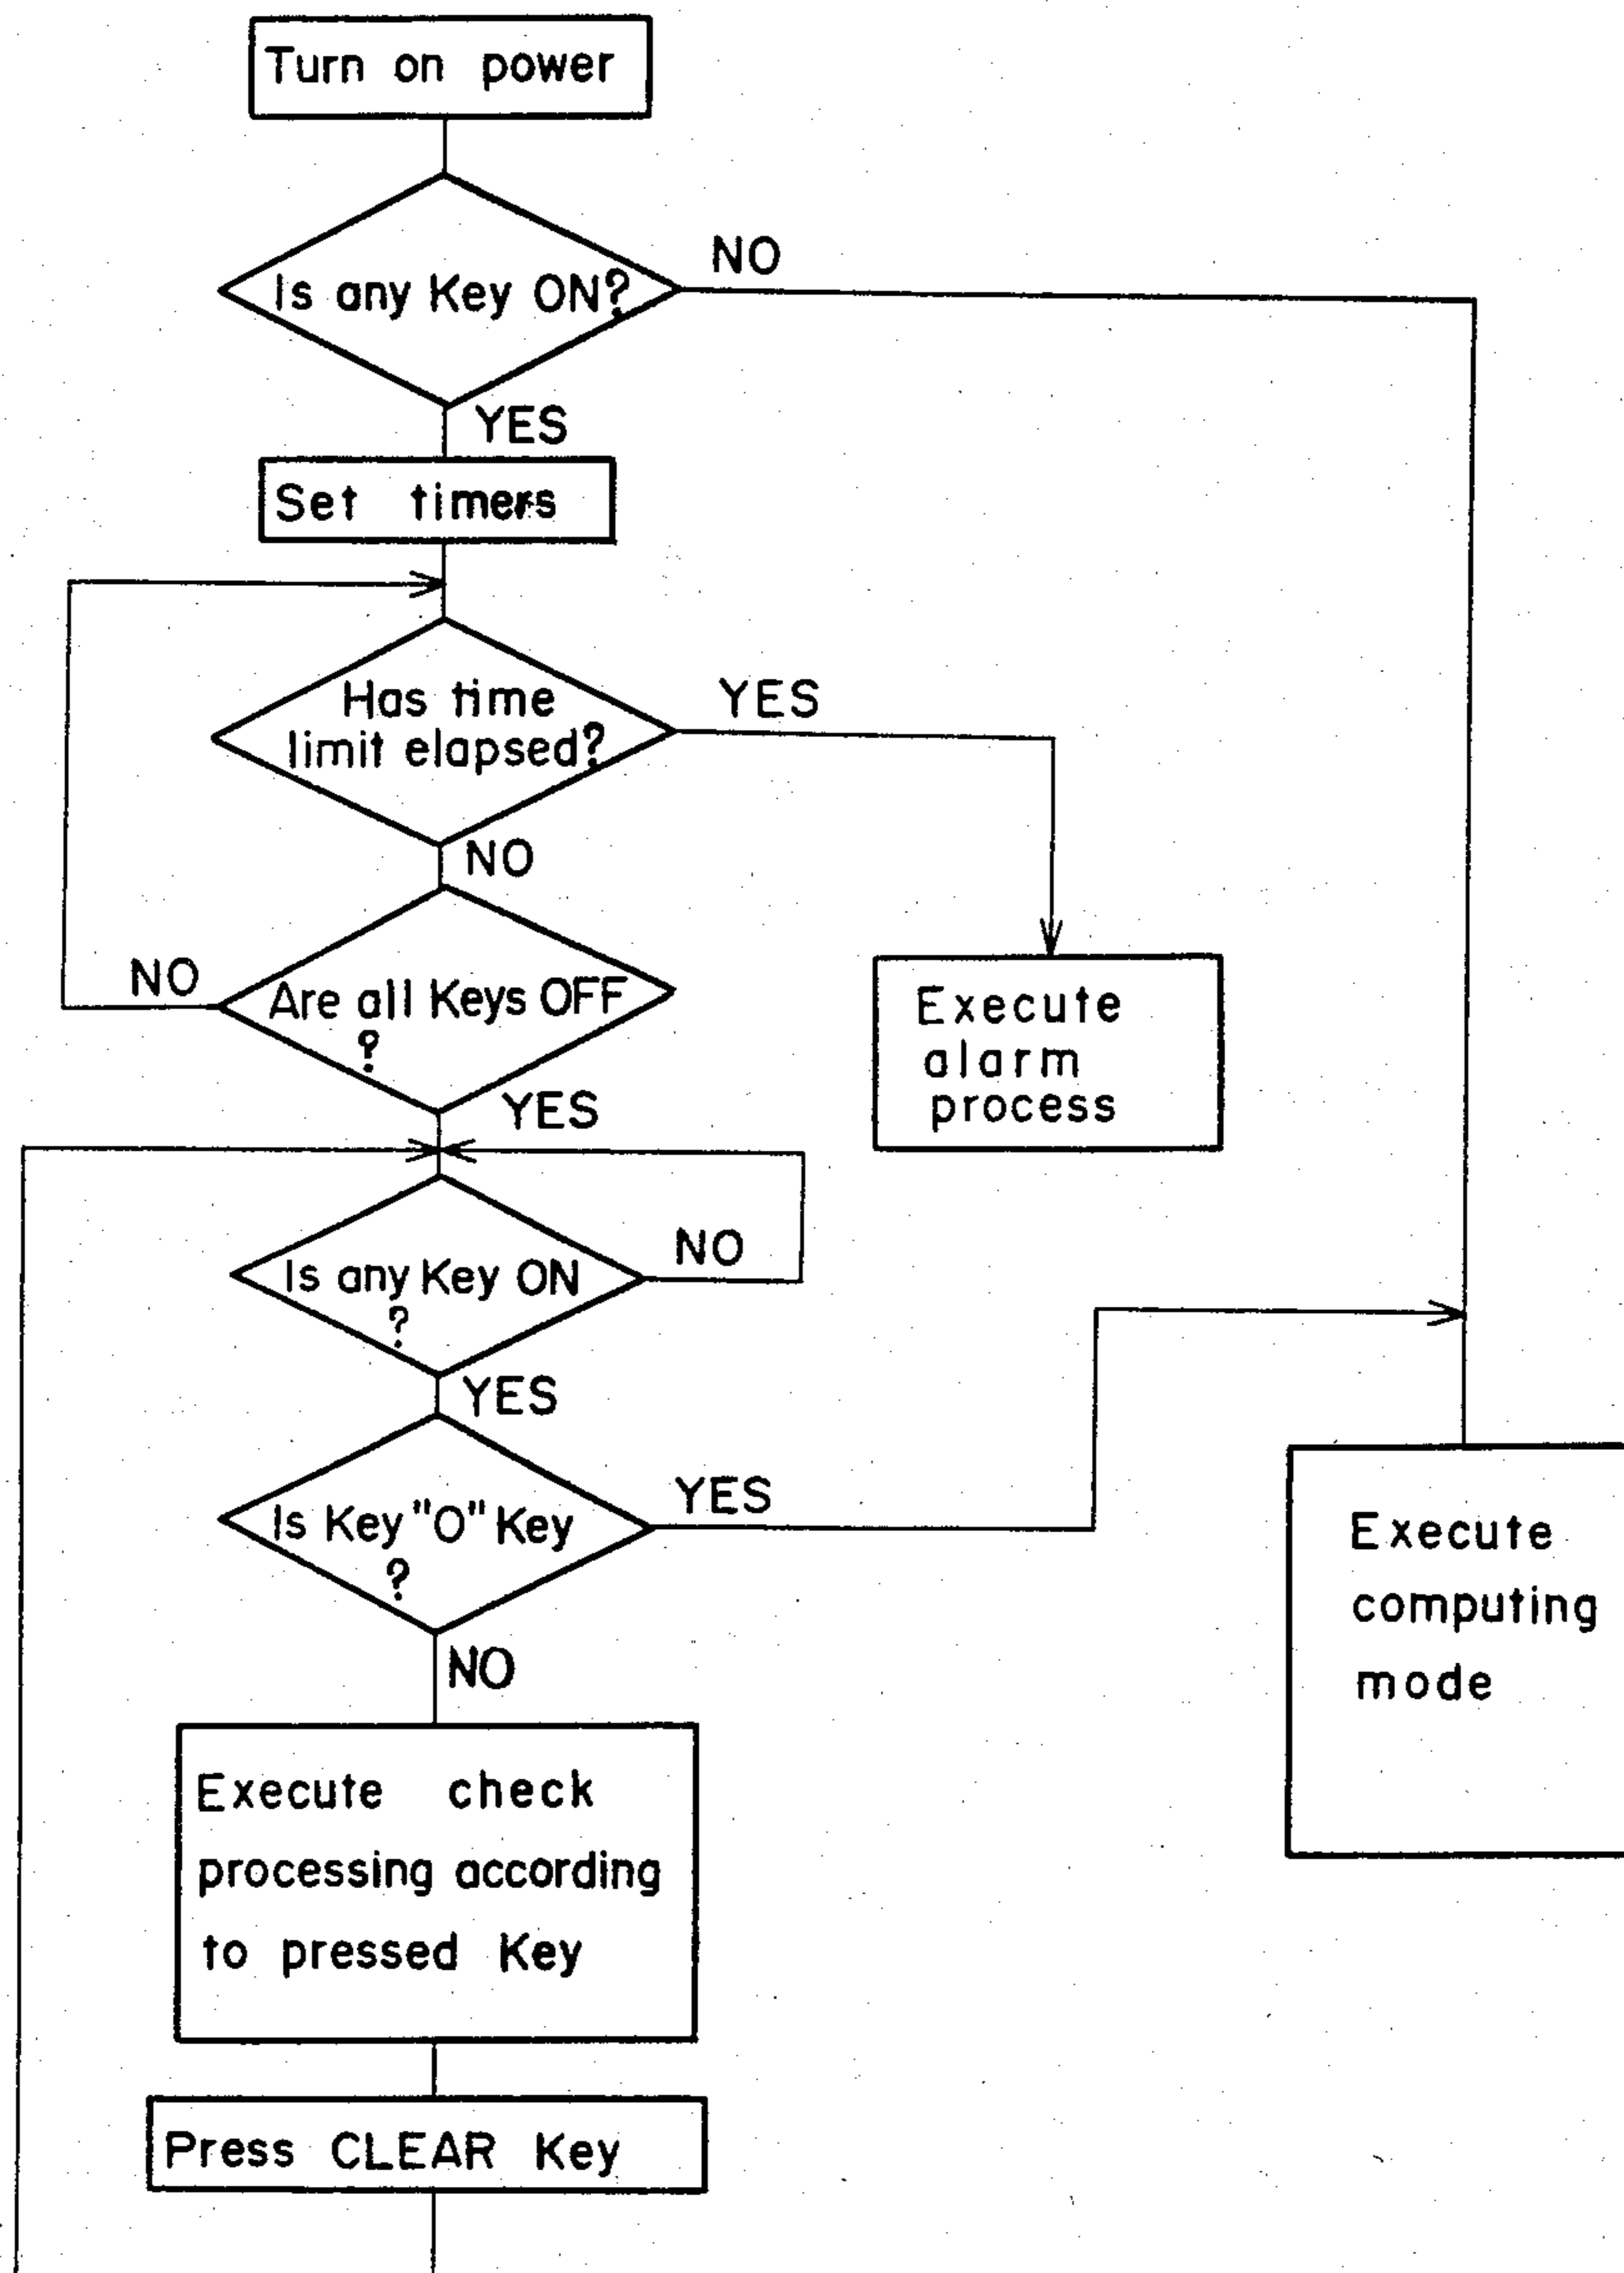 Turn on power
Is any Key ON?
NO
YES
Set timers
Has time
limit elapsed?
YES
NO
Are all Keys OFF
?
NO
YES
Execute
alarm
process
Is any Key ON
?
NO
YES
Is Key "O" Key
?
YES
NO
Execute
computing
mode
Execute check
processing according
to pressed Key
Press CLEAR Key